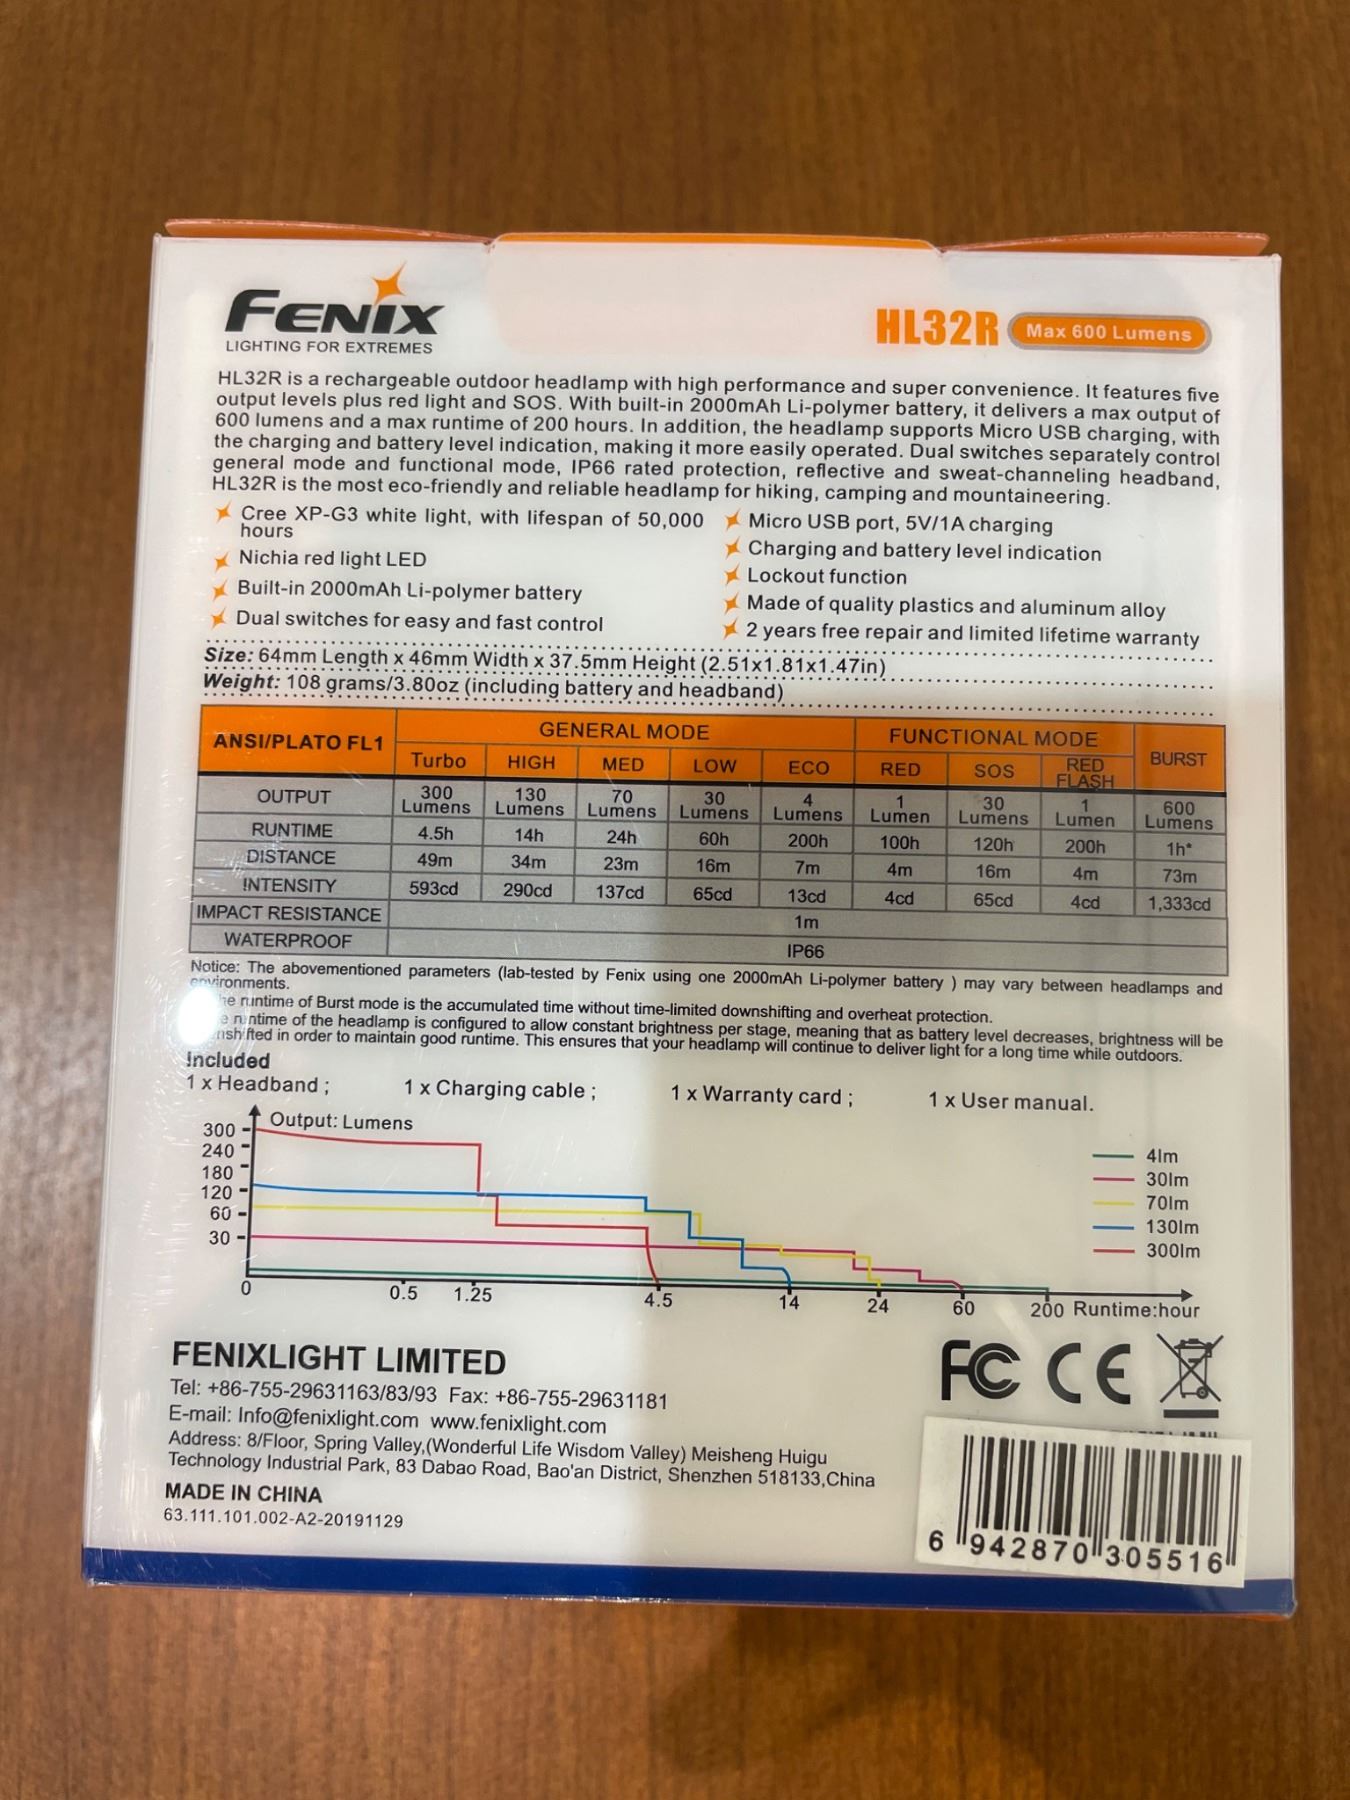 FENIX
LIGHTING FOR EXTREMES
HL32R Max 600 Lumens
HL32R is a rechargeable outdoor headlamp with high performance and super convenience. It features five
output levels plus red light and SOS. With built-in 2000mAh Li-polymer battery, it delivers a max output of
600 lumens and a max runtime of 200 hours. In addition, the headlamp supports Micro USB charging, with
the charging and battery level indication, making it more easily operated. Dual switches separately control
general mode and functional mode, IP66 rated protection, reflective and sweat-channeling headband,
HL32R is the most eco-friendly and reliable headlamp for hiking, camping and mountaineering.
Cree XP-G3 white light, with lifespan of 50,000
hours
Nichia red light LED
Built-in 2000mAh Li-polymer battery
Dual switches for easy and fast control
Micro USB port, 5V/1A charging
Charging and battery level indication
Lockout function
Made of quality plastics and aluminum alloy
2 years free repair and limited lifetime warranty
Size: 64mm Length x 46mm Width x 37.5mm Height (2.51x1.81x1.47in)
Weight: 108 grams/3.80oz (including battery and headband)
ANSI/PLATO FL1 GENERAL MODE FUNCTIONAL MODE BURST
Turbo HIGH MED LOW ECO RED SOS RED FLASH
OUTPUT 300 Lumens 130 Lumens 70 Lumens 30 Lumens 4 Lumens 1 Lumen 30 Lumens 1 Lumen 600 Lumens
RUNTIME 4.5h 14h 24h 60h 200h 100h 120h 200h 1h*
DISTANCE 49m 34m 23m 16m 7m 4m 16m 4m 73m
INTENSITY 593cd 290cd 137cd 65cd 13cd 4cd 65cd 4cd 1,333cd
IMPACT RESISTANCE 1m
WATERPROOF IP66
Notice: The abovementioned parameters (lab-tested by Fenix using one 2000mAh Li-polymer battery ) may vary between headlamps and
environments.
runtime of Burst mode is the accumulated time without time-limited downshifting and overheat protection.
runtime of the headlamp is configured to allow constant brightness per stage, meaning that as battery level decreases, brightness will be
in order to maintain good runtime. This ensures that your headlamp will continue to deliver light for a long time while outdoors.
Included
1 x Headband ; 1 x Charging cable ; 1 x Warranty card ; 1 x User manual.
Output: Lumens
300
240
180
120
60
30
4lm
30lm
70lm
130lm
300lm
0 0.5 1.25 4.5 14 24 60 200 Runtime:hour
FENIXLIGHT LIMITED
Tel: +86-755-29631163/83/93 Fax: +86-755-29631181
E-mail: Info@fenixlight.com www.fenixlight.com
Address: 8/Floor, Spring Valley,(Wonderful Life Wisdom Valley) Meisheng Huigu
Technology Industrial Park, 83 Dabao Road, Bao'an District, Shenzhen 518133,China
MADE IN CHINA
63.111.101.002-A2-20191129
FC CE
6 942870 305516